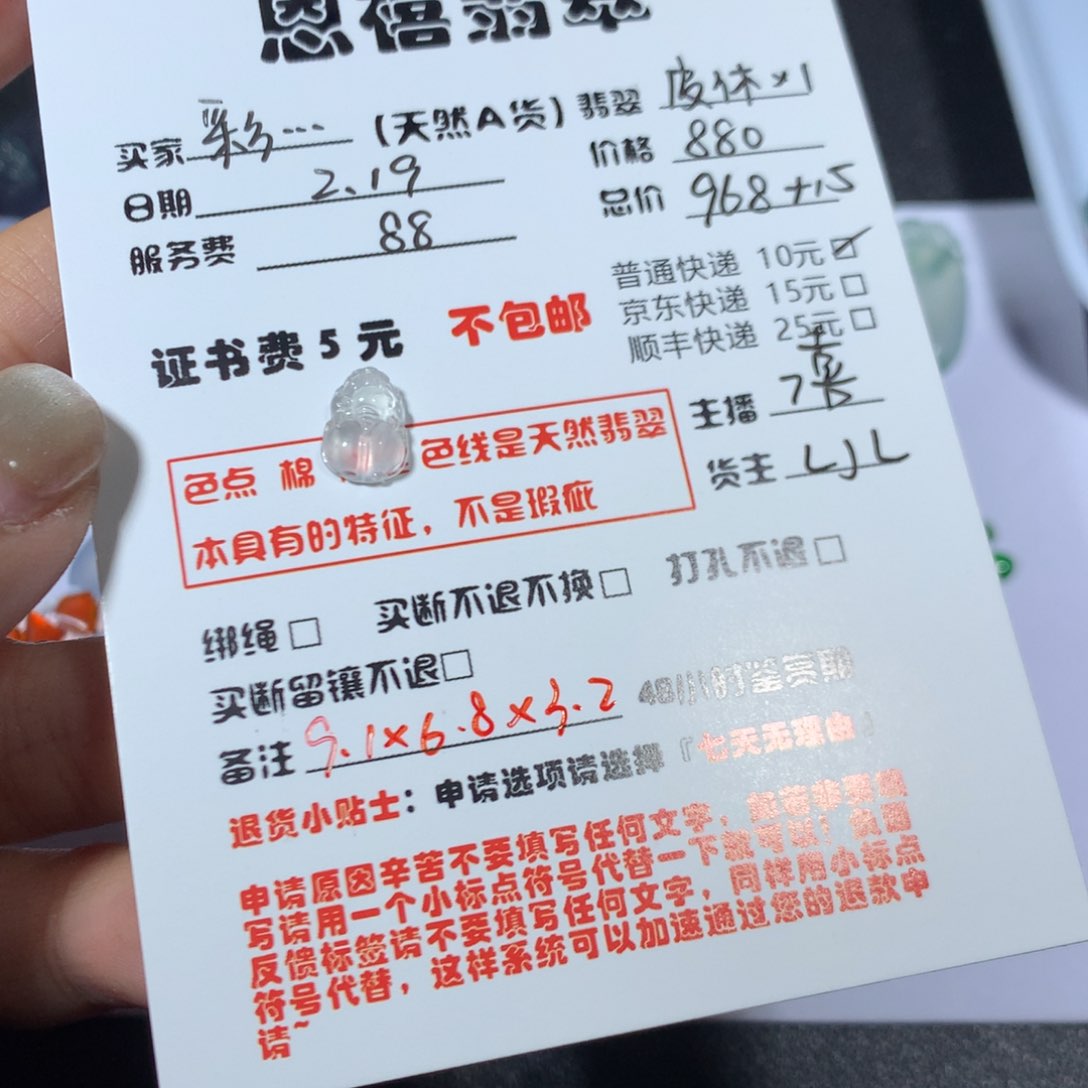 恩禧翡翠
买家 彩... (天然A货) 翡翠 皮休×1
日期 2.19 价格 880
服务费 88 总价 968+15
普通快递 10元☑
京东快递 15元□
顺丰快递 25元□
证书费5元 不包邮
主播
货主 LJL
色点 棉 色线是天然翡翠
本具有的特征，不是瑕疵
绑绳□ 买断不退不换□ 打孔不退□
买断留镶不退□
备注 9.1×6.8×3.2 48小时鉴赏期
退货小贴士：申请选项请选择「七天无理由」
申请原因辛苦不要填写任何文字，
写请用一个小标点符号代替一下就可以！负面
反馈标签请不要填写任何文字，同样用小标点
符号代替，这样系统可以加速通过您的退款申
请~